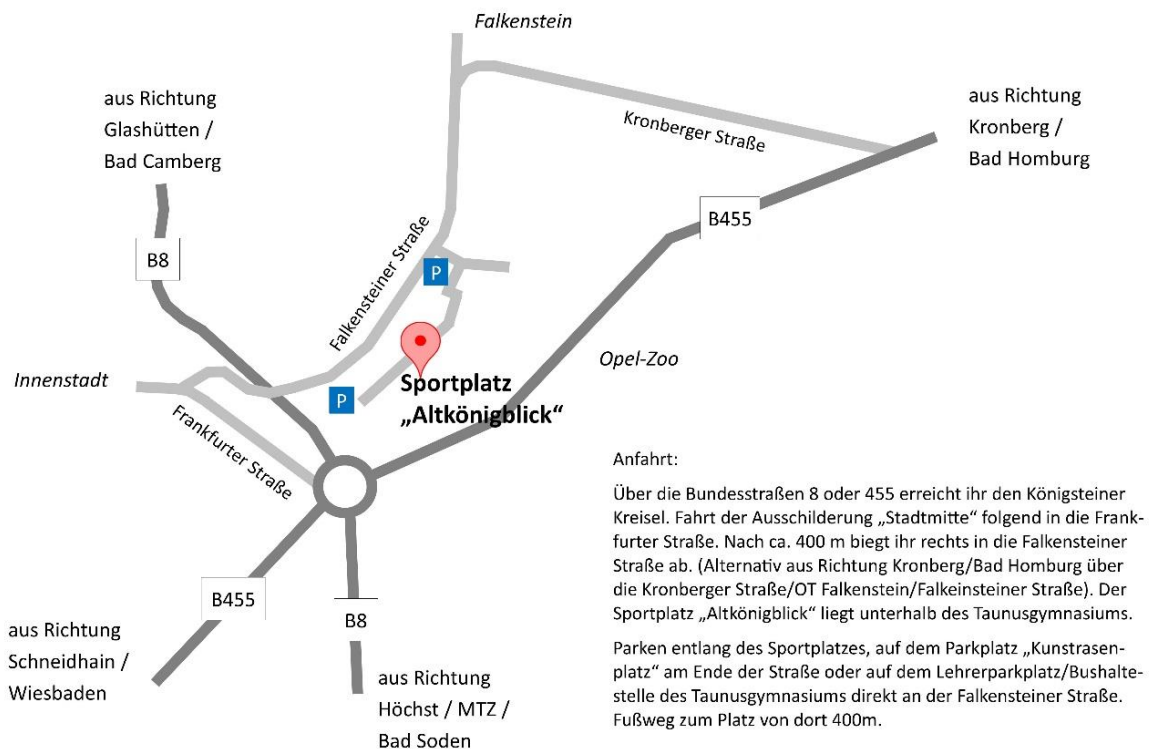 Falkenstein
aus Richtung
Glashütten /
Bad Camberg
aus Richtung
Kronberg /
Bad Homburg
Kronberger Straße
B455
B8
Falkensteiner Straße
P
Innenstadt
Opel-Zoo
Sportplatz
„Altkönigblick“
P
Frankfurter Straße
B455
B8
aus Richtung
Schneidhain /
Wiesbaden
aus Richtung
Höchst / MTZ /
Bad Soden
Anfahrt:
Über die Bundesstraßen 8 oder 455 erreicht ihr den Königsteiner
Kreisel. Fahrt der Ausschilderung „Stadtmitte“ folgend in die Frank-
furter Straße. Nach ca. 400 m biegt ihr rechts in die Falkensteiner
Straße ab. (Alternativ aus Richtung Kronberg/Bad Homburg über
die Kronberger Straße/OT Falkenstein/Falkeinsteiner Straße). Der
Sportplatz „Altkönigblick“ liegt unterhalb des Taunusgymnasiums.
Parken entlang des Sportplatzes, auf dem Parkplatz „Kunstrasen-
platz“ am Ende der Straße oder auf dem Lehrerparkplatz/Bushalte-
stelle des Taunusgymnasiums direkt an der Falkensteiner Straße.
Fußweg zum Platz von dort 400m.